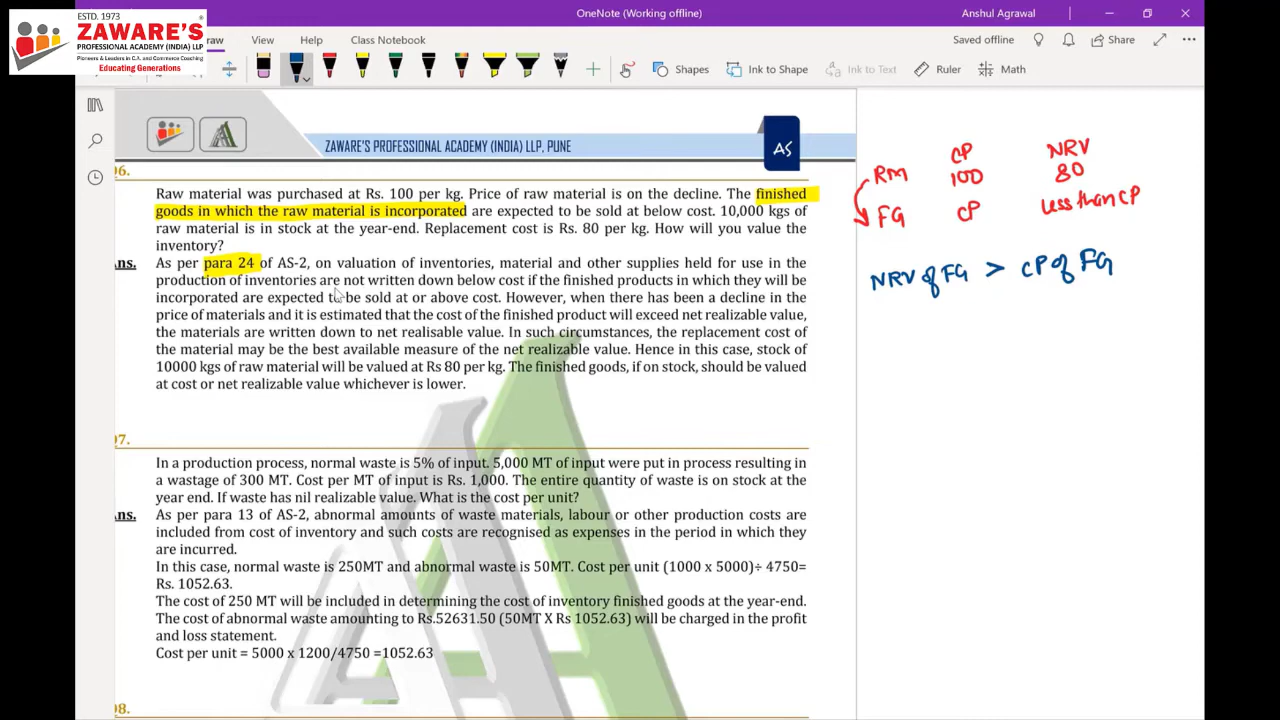 ESTD. 1973
ZAWARE'S
PROFESSIONAL ACADEMY (INDIA) LLP
Pioneers & Leaders in C.A. and Commerce Coaching
Educating Generations
OneNote (Working offline)
Anshul Agrawal
raw
View
Help
Class Notebook
Saved offline
Share
Shapes
Ink to Shape
Ink to Text
Ruler
Math
ZAWARE'S PROFESSIONAL ACADEMY (INDIA) LLP, PUNE
AS
06.
Raw material was purchased at Rs. 100 per kg. Price of raw material is on the decline. The finished
goods in which the raw material is incorporated are expected to be sold at below cost. 10,000 kgs of
raw material is in stock at the year-end. Replacement cost is Rs. 80 per kg. How will you value the
inventory?
Ans. As per para 24 of AS-2, on valuation of inventories, material and other supplies held for use in the
production of inventories are not written down below cost if the finished products in which they will be
incorporated are expected to be sold at or above cost. However, when there has been a decline in the
price of materials and it is estimated that the cost of the finished product will exceed net realizable value,
the materials are written down to net realisable value. In such circumstances, the replacement cost of
the material may be the best available measure of the net realizable value. Hence in this case, stock of
10000 kgs of raw material will be valued at Rs 80 per kg. The finished goods, if on stock, should be valued
at cost or net realizable value whichever is lower.
07.
In a production process, normal waste is 5% of input. 5,000 MT of input were put in process resulting in
a wastage of 300 MT. Cost per MT of input is Rs. 1,000. The entire quantity of waste is on stock at the
year end. If waste has nil realizable value. What is the cost per unit?
Ans. As per para 13 of AS-2, abnormal amounts of waste materials, labour or other production costs are
included from cost of inventory and such costs are recognised as expenses in the period in which they
are incurred.
In this case, normal waste is 250MT and abnormal waste is 50MT. Cost per unit (1000 x 5000)÷ 4750=
Rs. 1052.63.
The cost of 250 MT will be included in determining the cost of inventory finished goods at the year-end.
The cost of abnormal waste amounting to Rs.52631.50 (50MT X Rs 1052.63) will be charged in the profit
and loss statement.
Cost per unit = 5000 x 1200/4750 =1052.63
08.
CP NRV
RM 100 80
FG CP less than CP
NRV of FG > CP of FG